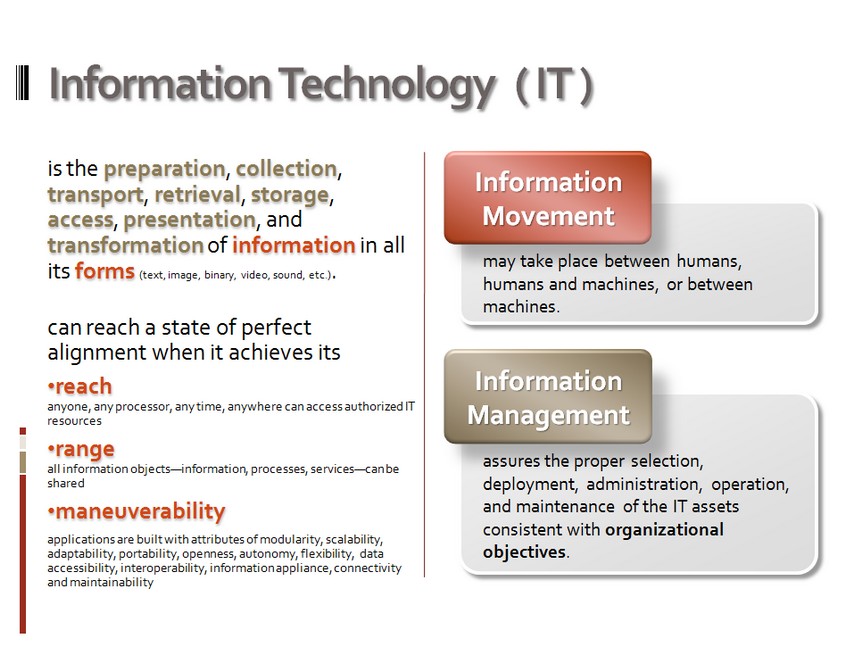 Information Technology ( IT )
is the preparation, collection,
transport, retrieval, storage,
access, presentation, and
transformation of information in all
its forms (text, image, binary, video, sound, etc.).
can reach a state of perfect
alignment when it achieves its
•reach
anyone, any processor, any time, anywhere can access authorized IT
resources
•range
all information objects—information, processes, services—can be
shared
•maneuverability
applications are built with attributes of modularity, scalability,
adaptability, portability, openness, autonomy, flexibility, data
accessibility, interoperability, information appliance, connectivity
and maintainability
Information
Movement
may take place between humans,
humans and machines, or between
machines.
Information
Management
assures the proper selection,
deployment, administration, operation,
and maintenance of the IT assets
consistent with organizational
objectives.